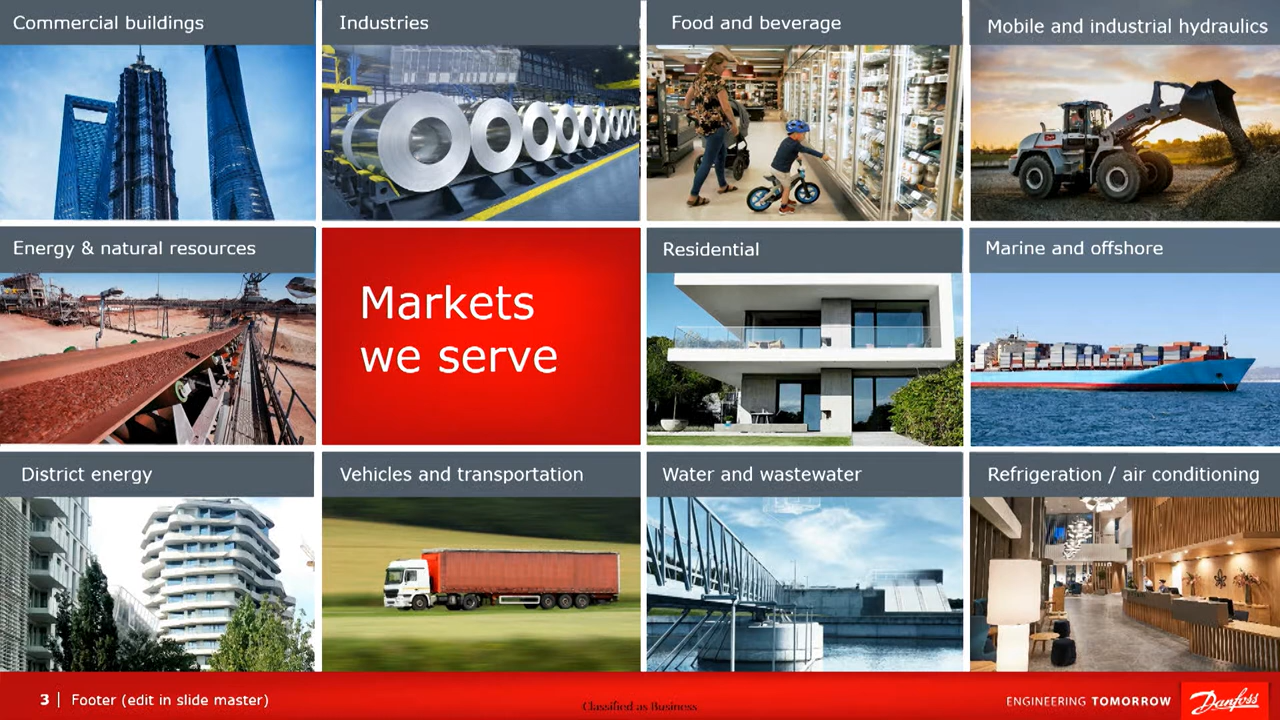 Commercial buildings
Industries
Food and beverage
Mobile and industrial hydraulics
Energy & natural resources
Markets
we serve
Residential
Marine and offshore
District energy
Vehicles and transportation
Water and wastewater
Refrigeration / air conditioning
3 | Footer (edit in slide master)
Classified as Business
ENGINEERING TOMORROW
Danfoss